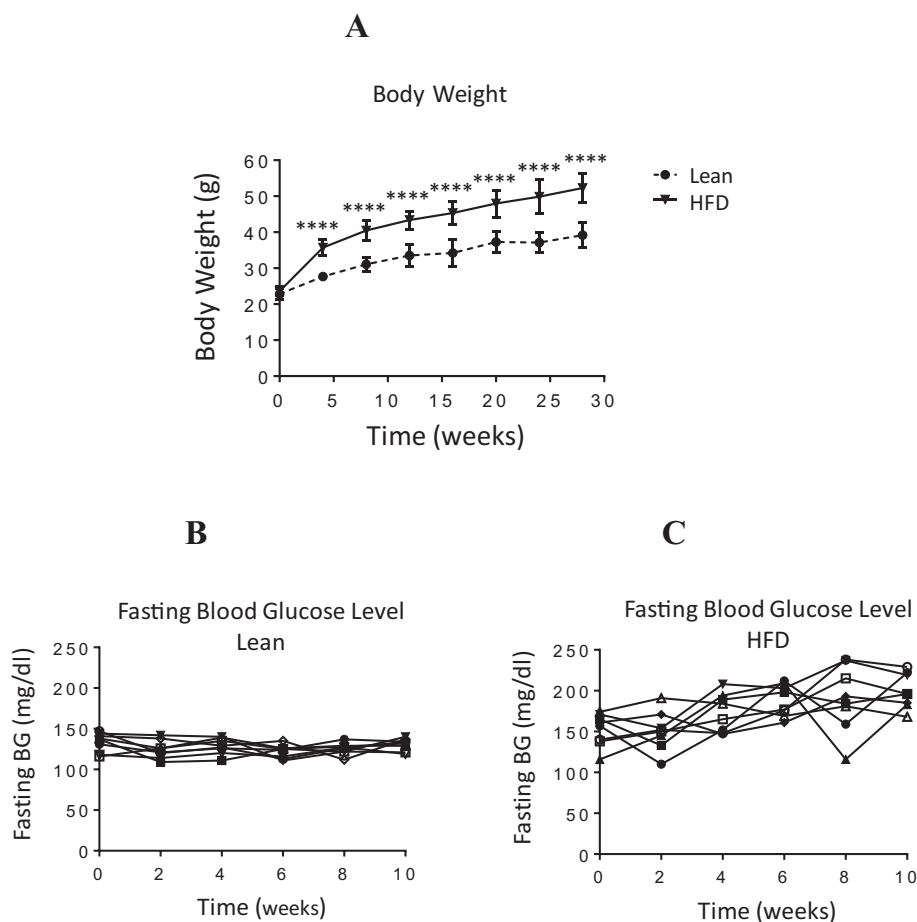 A
Body Weight
60
50
40
30
20
10
0
Body Weight (g)
**** **** **** **** **** **** ****
Lean
HFD
0 5 10 15 20 25 30
Time (weeks)
B
Fasting Blood Glucose Level
Lean
250
200
150
100
50
0
Fasting BG (mg/dl)
0 2 4 6 8 10
Time (weeks)
C
Fasting Blood Glucose Level
HFD
250
200
150
100
50
0
Fasting BG (mg/dl)
0 2 4 6 8 10
Time (weeks)